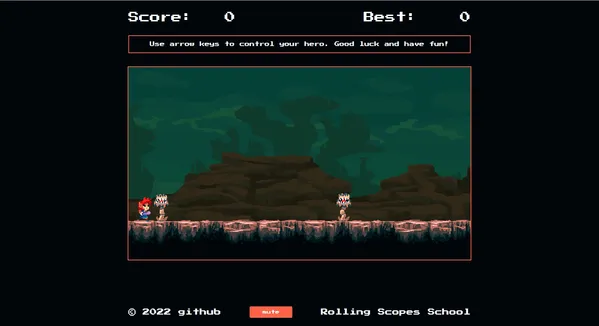 Score: 0 Best: 0
Use arrow keys to control your hero. Good luck and have fun!
© 2022 github mute Rolling Scopes School